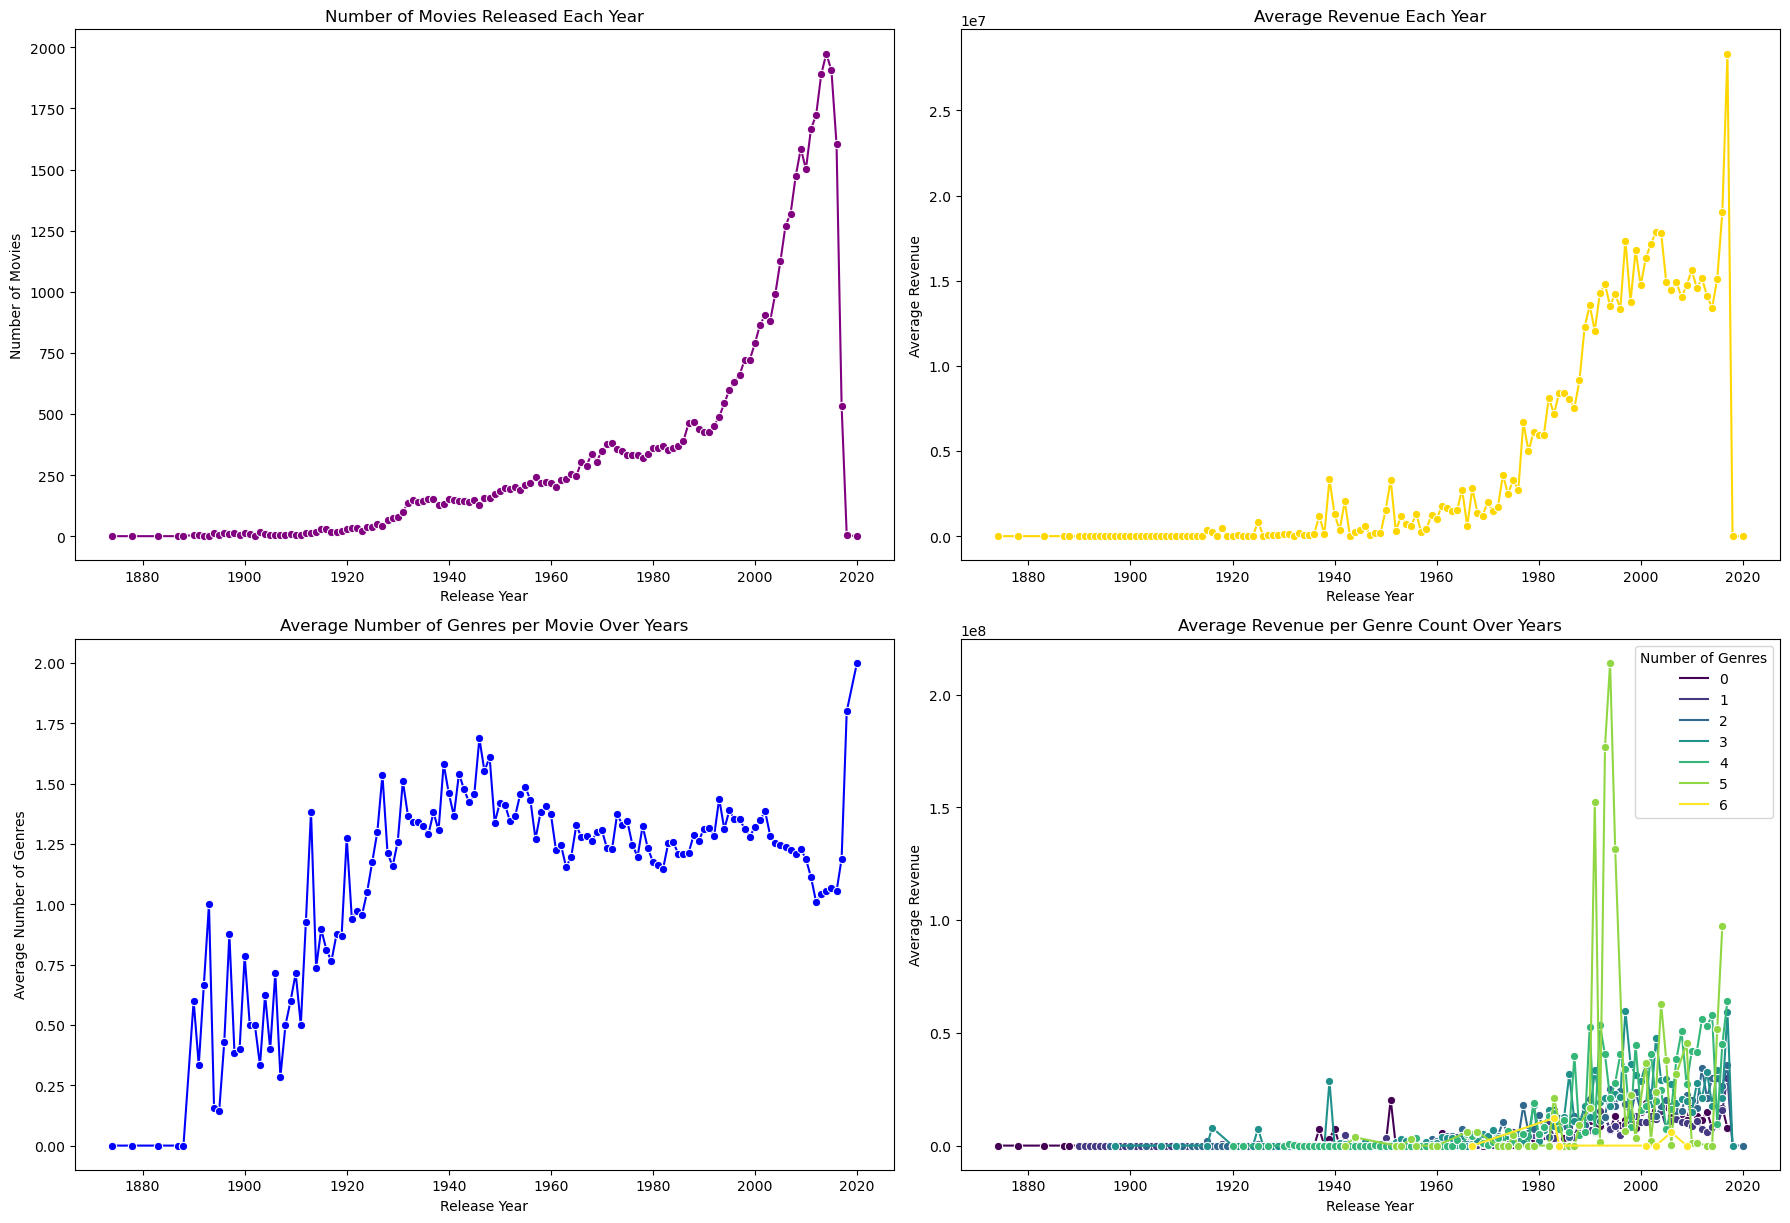 Number of Movies Released Each Year
2000
1750
1500
1250
1000
750
500
250
0
Number of Movies
1880 1900 1920 1940 1960 1980 2000 2020
Release Year
Average Revenue Each Year
1e7
2.5
2.0
1.5
1.0
0.5
0.0
Average Revenue
1880 1900 1920 1940 1960 1980 2000 2020
Release Year
Average Number of Genres per Movie Over Years
2.00
1.75
1.50
1.25
1.00
0.75
0.50
0.25
0.00
Average Number of Genres
1880 1900 1920 1940 1960 1980 2000 2020
Release Year
Average Revenue per Genre Count Over Years
1e8
2.0
1.5
1.0
0.5
0.0
Average Revenue
Number of Genres
0
1
2
3
4
5
6
1880 1900 1920 1940 1960 1980 2000 2020
Release Year